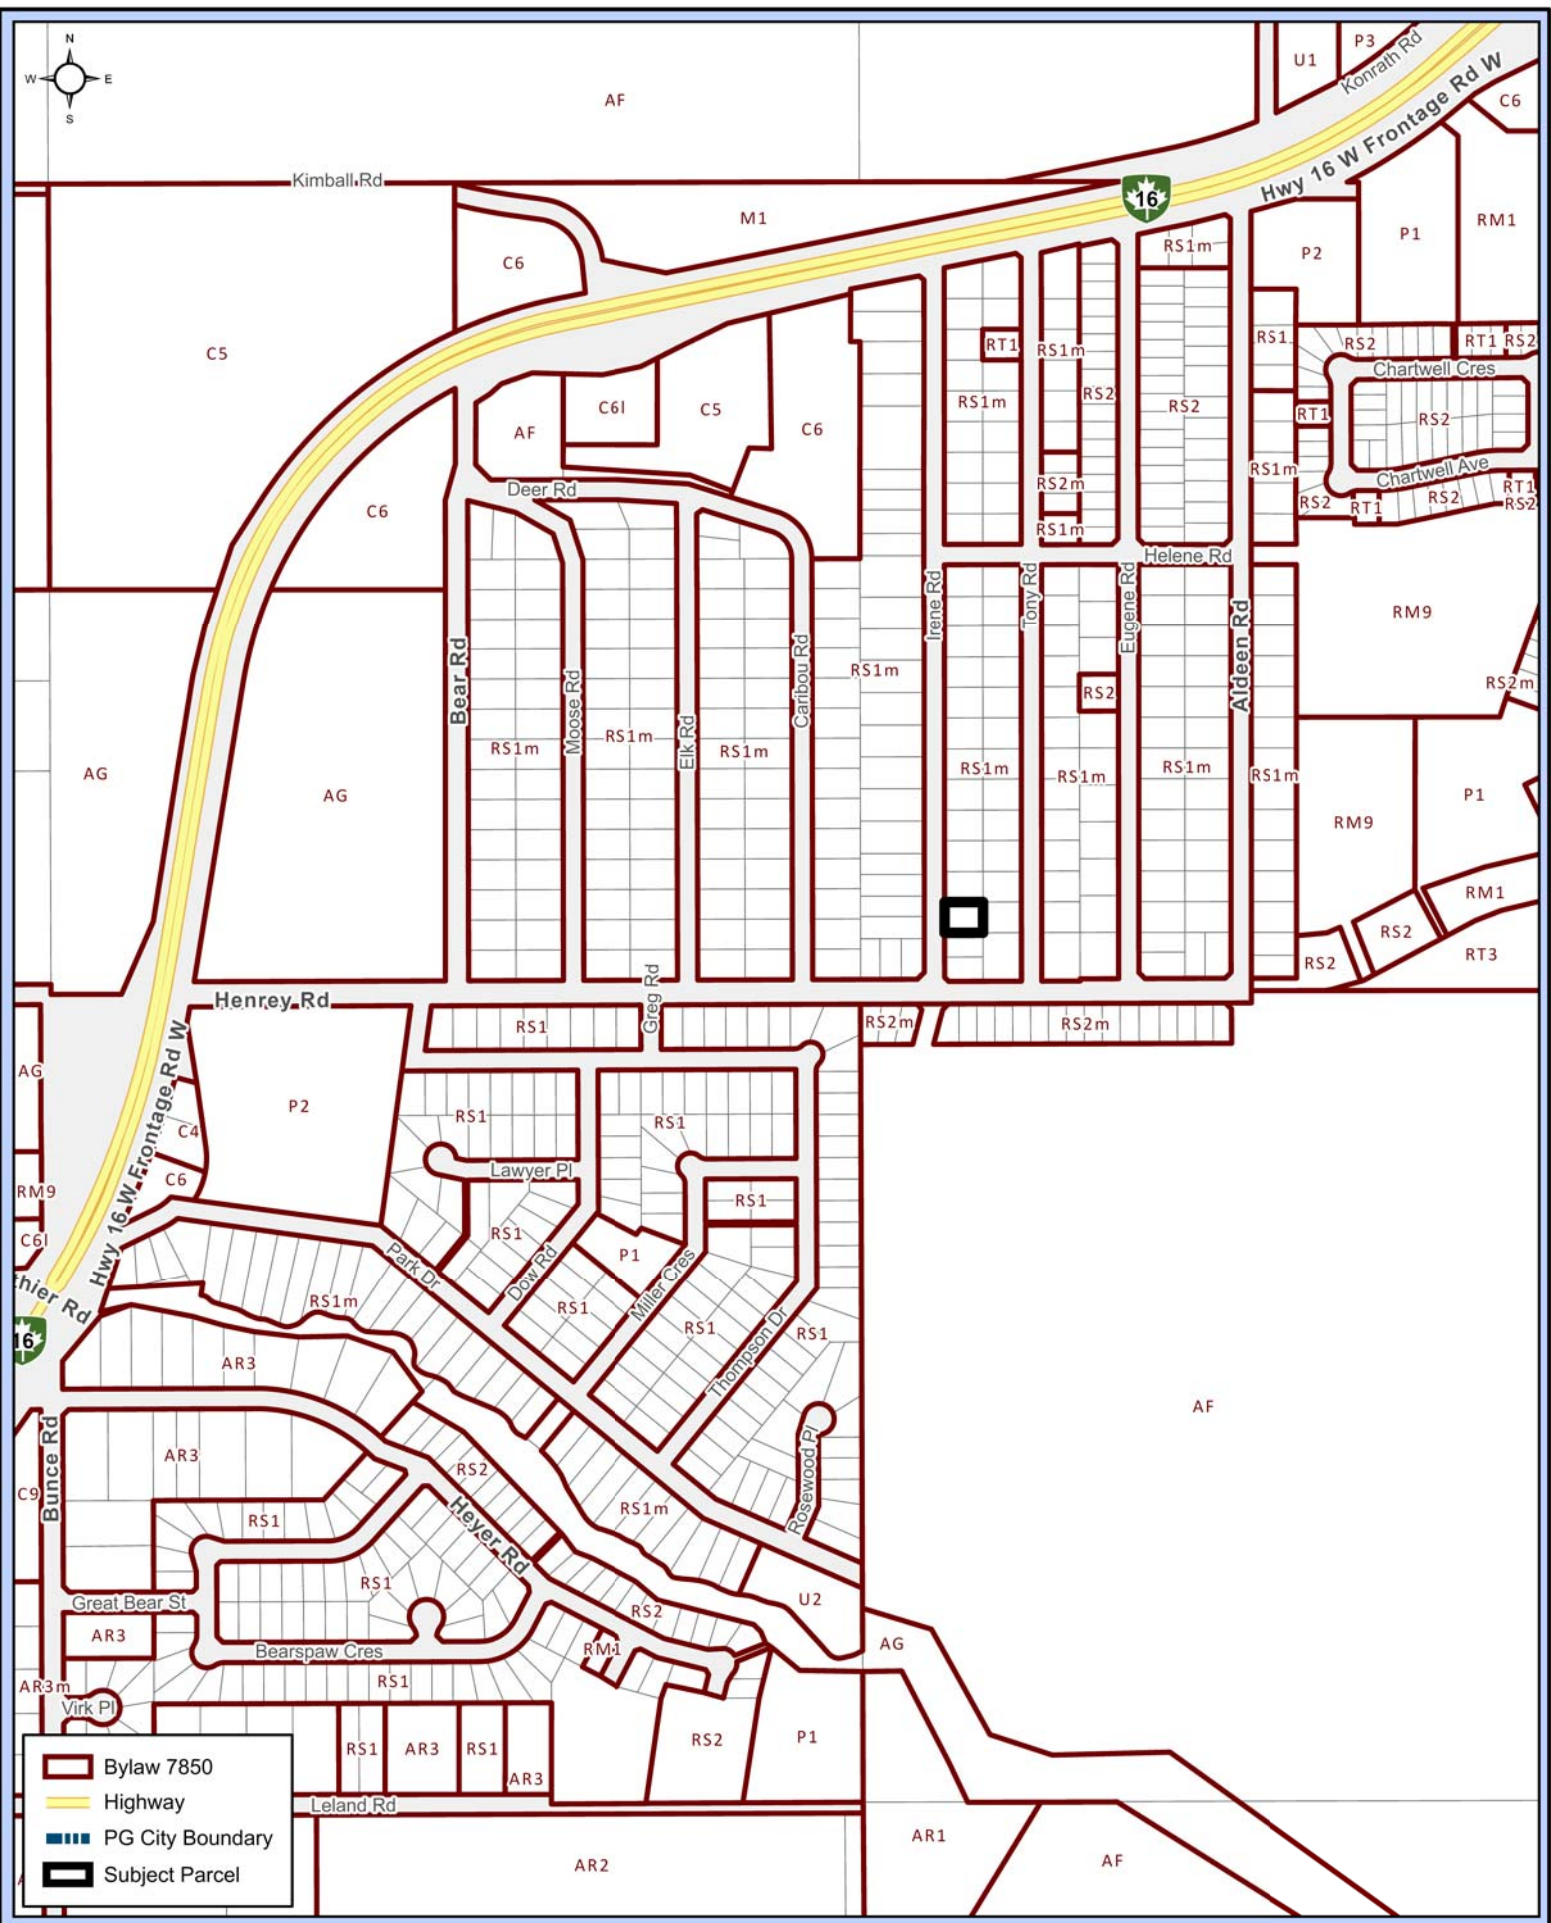 N
W
E
S
AF
U1
P3
Konrath Rd
Hwy 16 W Frontage Rd W
C6
Kimball Rd
M1
16
C6
RS1m
P2
P1
RM1
C5
RT1
RS1m
RS1
RS2
RT1
RS2
Chartwell Cres
C6I
C5
C6
AF
RS1m
RS2
RS2
RT1
RS2
RS1m
Chartwell Ave
Deer Rd
RS2m
RS1m
RS2
RT1
RS2
RT1
RS2
C6
Helene Rd
Irene Rd
Tony Rd
Eugene Rd
Aldeen Rd
RM9
Bear Rd
Moose Rd
Elk Rd
Caribou Rd
RS1m
RS2
RS2m
AG
AG
RS1m
RS1m
RS1m
RS1m
RS1m
RS1m
RS1m
RM9
P1
RM1
RS2
RS2
RT3
Henrey Rd
Greg Rd
RS1
RS2m
RS2m
AG
P2
Hwy 16 W Frontage Rd W
C4
C6
RS1
RS1
Lawyer Pl
RM9
RS1
RS1
C6I
P1
Park Dr
Dow Rd
Miller Cres
thier Rd
RS1m
RS1
RS1
Thompson Dr
RS1
16
AR3
AF
Bunce Rd
AR3
C9
RS2
Rosewood Pl
RS1
Heyer Rd
RS1m
RS1
Great Bear St
RS2
U2
AR3
Bearspaw Cres
RM1
AG
RS1
AR3m
Virk Pl
RS1
AR3
RS1
AR3
RS2
P1
Leland Rd
AR2
AR1
AF
Bylaw 7850
Highway
PG City Boundary
Subject Parcel